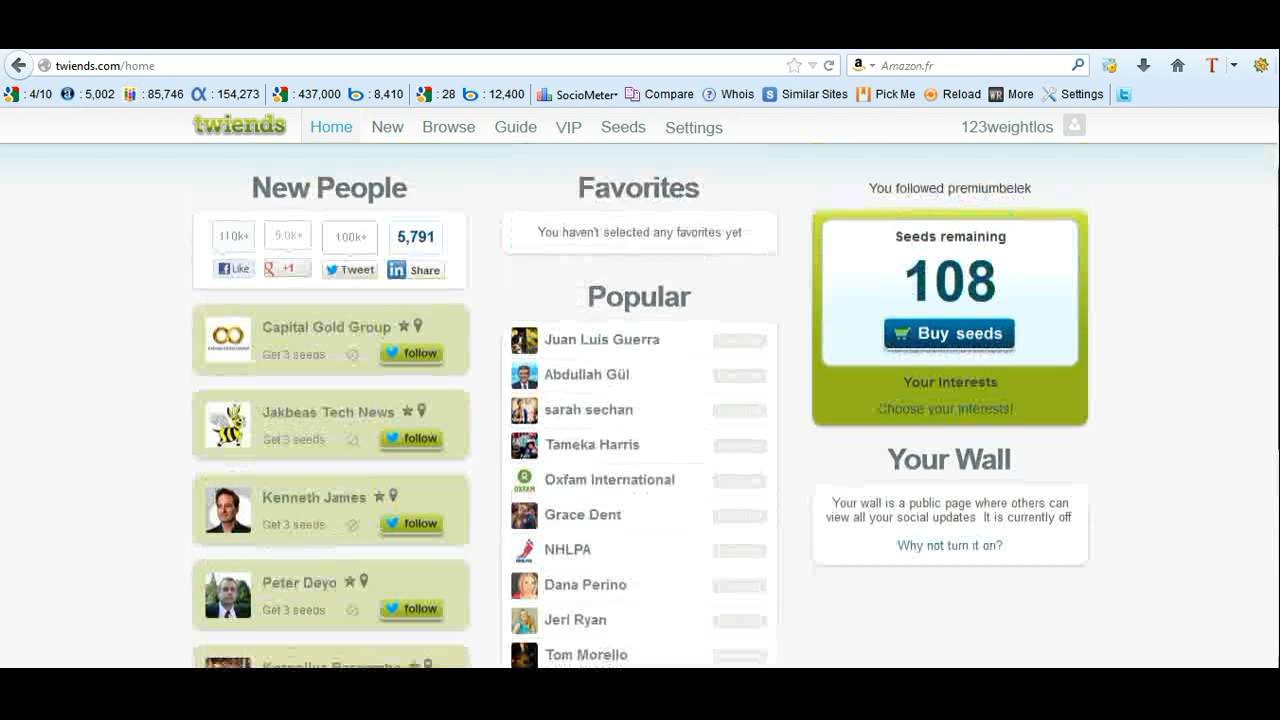 twiends.com/home
Amazon.fr
: 4/10 : 5,002 : 85,746 : 154,273 : 437,000 : 8,410 : 28 : 12,400 SocioMeter Compare Whois Similar Sites Pick Me Reload More Settings
twiends Home New Browse Guide VIP Seeds Settings 123weightlos
New People
110k+ 100k+ 5,791
Like +1 Tweet Share
Capital Gold Group
Get 3 seeds follow
Jakbeas Tech News
Get 3 seeds follow
Kenneth James
Get 3 seeds follow
Peter Deyo
Get 3 seeds follow
Favorites
You haven't selected any favorites yet
Popular
Juan Luis Guerra
Abdullah Gül
sarah sechan
Tameka Harris
Oxfam International
Grace Dent
NHLPA
Dana Perino
Jeri Ryan
Tom Morello
You followed premiumbelek
Seeds remaining
108
Buy seeds
Your Interests
Choose your interests!
Your Wall
Your wall is a public page where others can
view all your social updates It is currently off
Why not turn it on?